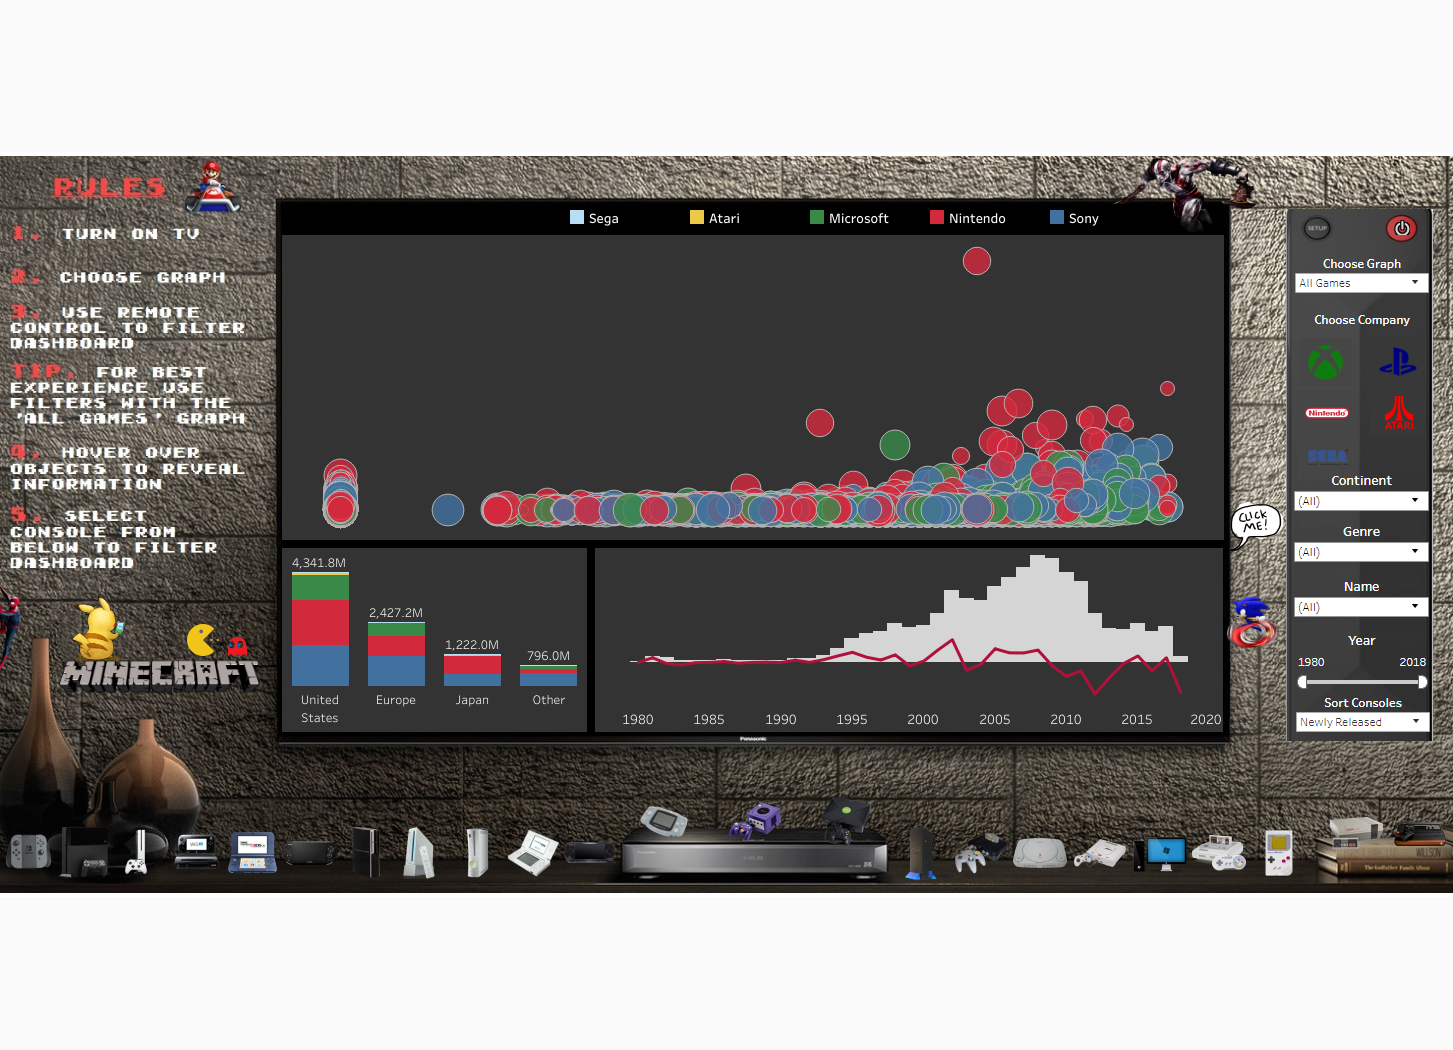 RULES
1. TURN ON TV
2. CHOOSE GRAPH
3. USE REMOTE
CONTROL TO FILTER
DASHBOARD
TIP. FOR BEST
EXPERIENCE USE
FILTERS WITH THE
'ALL GAMES' GRAPH
4. HOVER OVER
OBJECTS TO REVEAL
INFORMATION
5. SELECT
CONSOLE FROM
BELOW TO FILTER
DASHBOARD
MINECRAFT
Sega Atari Microsoft Nintendo Sony
4,341.8M
2,427.2M
1,222.0M
796.0M
United
States
Europe
Japan
Other
1980 1985 1990 1995 2000 2005 2010 2015 2020
Panasonic
CLICK
ME!
SETUP
Choose Graph
All Games
Choose Company
Nintendo
ATARI
SEGA
Continent
(All)
Genre
(All)
Name
(All)
Year
1980 2018
Sort Consoles
Newly Released
The Godfather Family Album